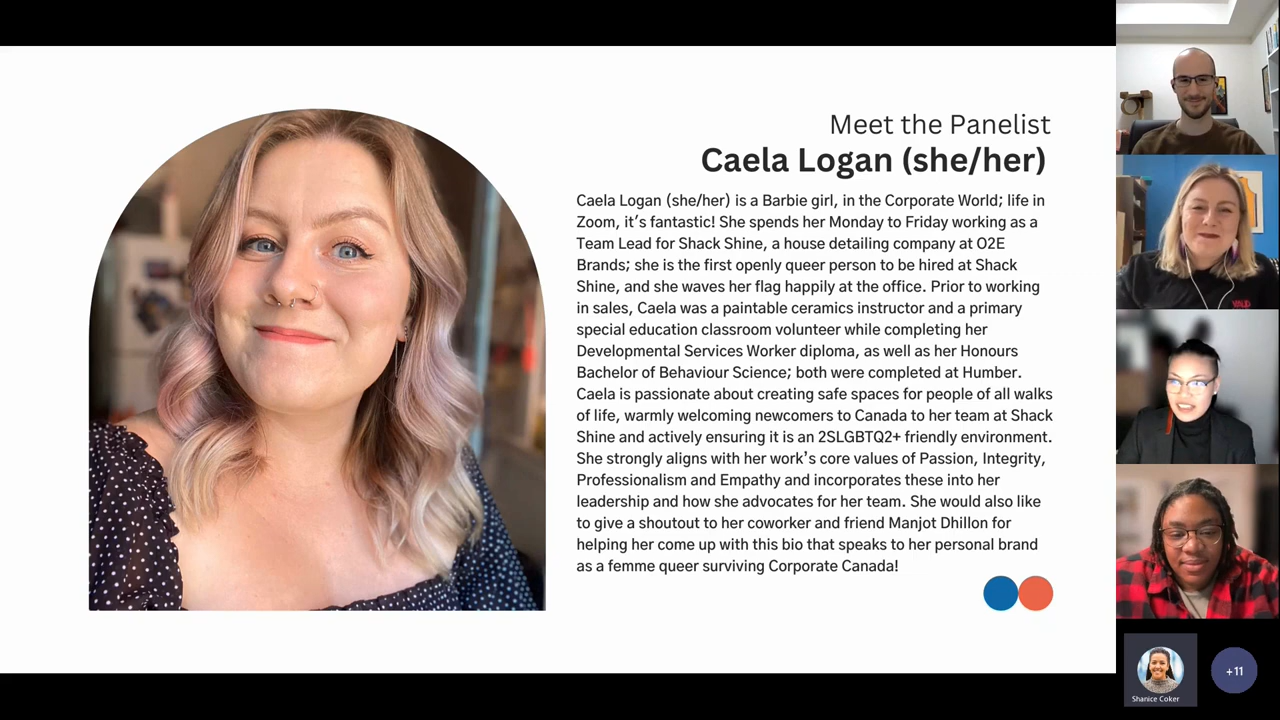 Meet the Panelist
Caela Logan (she/her)
Caela Logan (she/her) is a Barbie girl, in the Corporate World; life in
Zoom, it's fantastic! She spends her Monday to Friday working as a
Team Lead for Shack Shine, a house detailing company at O2E
Brands; she is the first openly queer person to be hired at Shack
Shine, and she waves her flag happily at the office. Prior to working
in sales, Caela was a paintable ceramics instructor and a primary
special education classroom volunteer while completing her
Developmental Services Worker diploma, as well as her Honours
Bachelor of Behaviour Science; both were completed at Humber.
Caela is passionate about creating safe spaces for people of all walks
of life, warmly welcoming newcomers to Canada to her team at Shack
Shine and actively ensuring it is an 2SLGBTQ2+ friendly environment.
She strongly aligns with her work's core values of Passion, Integrity,
Professionalism and Empathy and incorporates these into her
leadership and how she advocates for her team. She would also like
to give a shoutout to her coworker and friend Manjot Dhillon for
helping her come up with this bio that speaks to her personal brand
as a femme queer surviving Corporate Canada!
Shanice Coker
+11